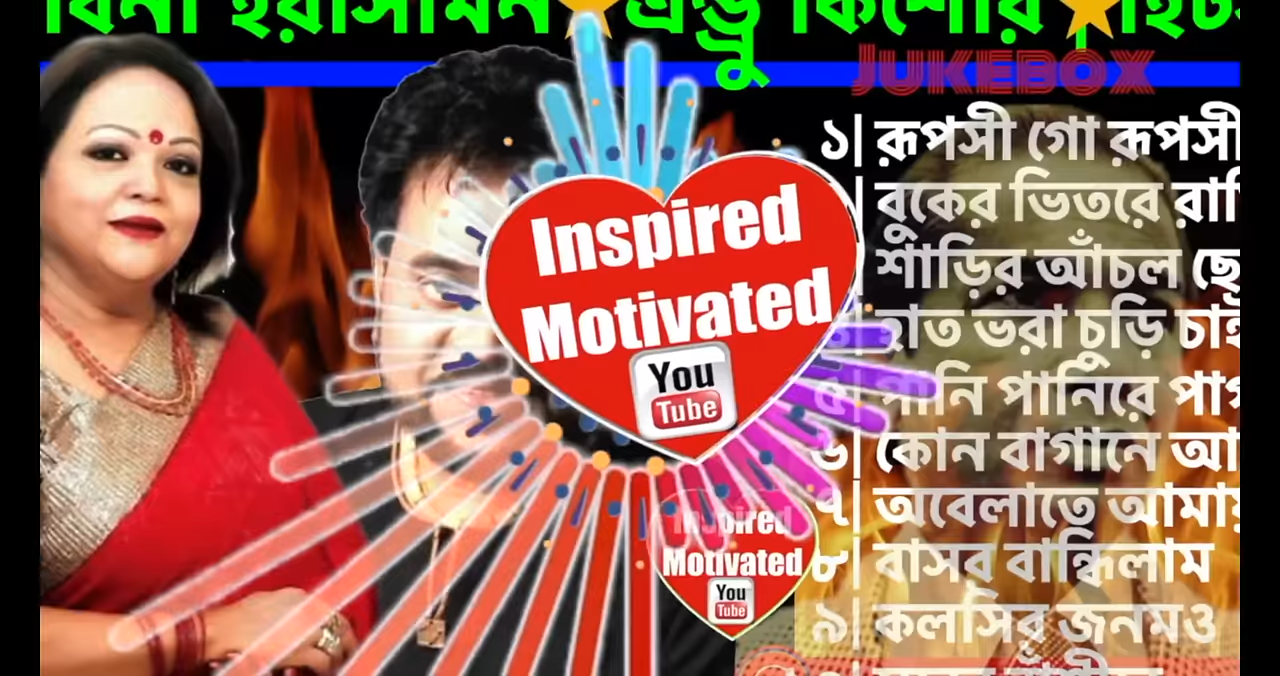 এন্ড্রু কিশোর
JUKEBOX
১| রূপসী গো রূপসী
বুকের ভিতরে
শাড়ির আঁচল
হাত ভরা চুড়ি চাই
পানি পানিরে
৬| কোন বাগানে আ
৭| অবেলাতে আমায়
৮| বাসর বান্ধিলাম
৯| কলসির জনমও
Inspired
Motivated
You
Tube
Inspired
Motivated
You
Tube